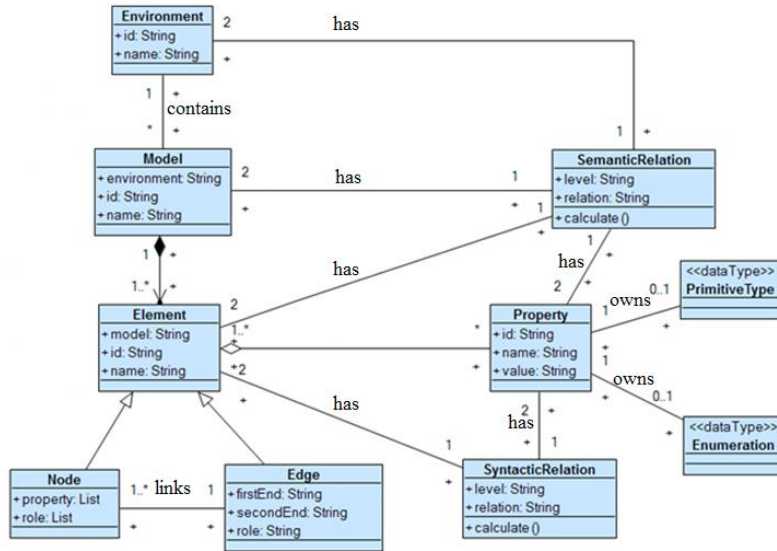 Environment
+ id: String
+ name: String
2
+
has
1 +
contains
* +
1 +
Model
+ environment: String
+ id: String
+ name: String
2
+
has
1
+
SemanticRelation
+ level: String
+ relation: String
+ calculate ()
1 +
1..* +
has
2
1
+
1
+
has
2 +
Element
+ model: String
+ id: String
+ name: String
1..*
+
*
+
Property
+ id: String
+ name: String
+ value: String
1
+
owns
0..1
+
<<dataType>>
PrimitiveType
1
+
owns
0..1
+
<<dataType>>
Enumeration
2
+
has
1
+
2 +
has
+ 1
Node
+ property: List
+ role: List
1..*
+
links
1
+
Edge
+ firstEnd: String
+ secondEnd: String
+ role: String
SyntacticRelation
+ level: String
+ relation: String
+ calculate ()